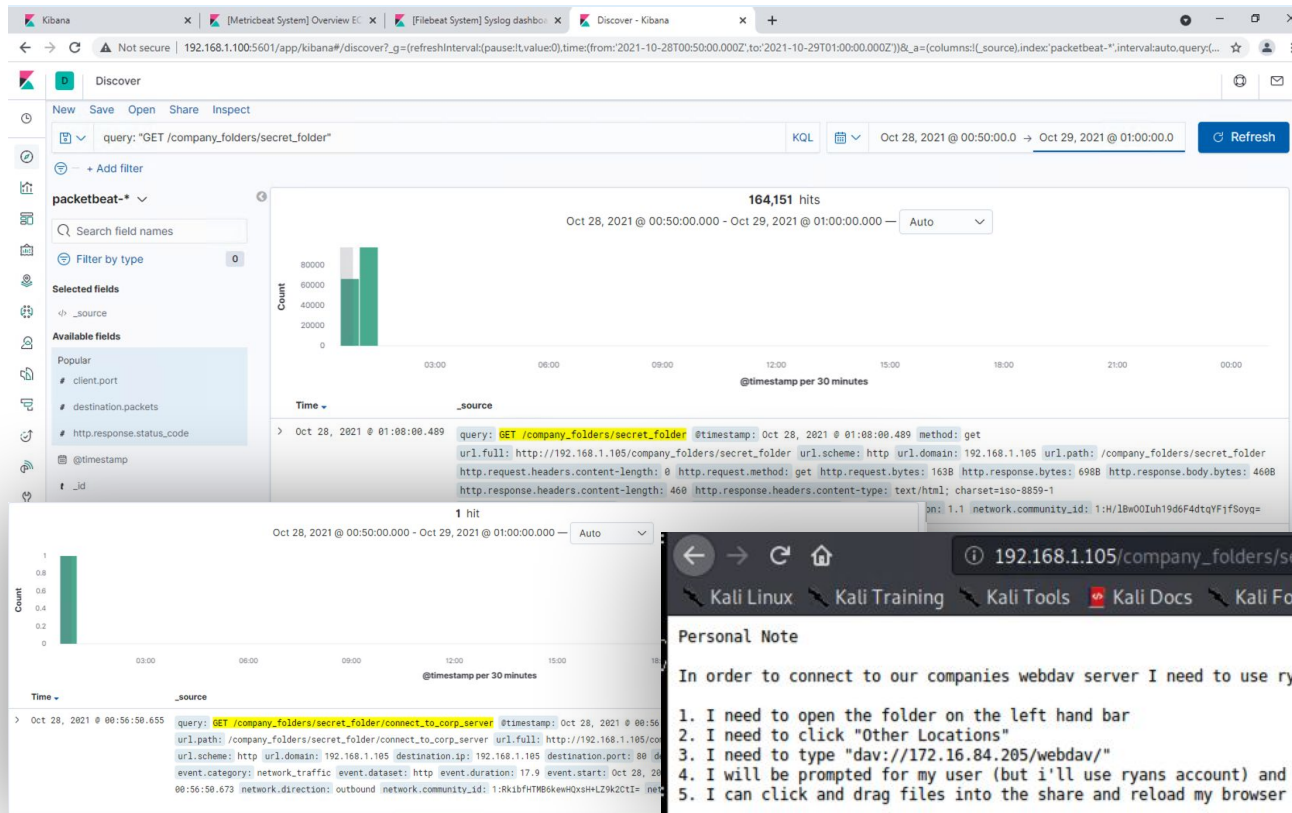 Kibana
[Metricbeat System] Overview EC
[Filebeat System] Syslog dashboa
Discover - Kibana
Not secure | 192.168.1.100:5601/app/kibana#/discover?_g=(refreshInterval:(pause:!t,value:0),time:(from:'2021-10-28T00:50:00.000Z',to:'2021-10-29T01:00:00.000Z'))&_a=(columns:!(_source),index:'packetbeat-*',interval:auto,query:(...
D Discover
New Save Open Share Inspect
query: "GET /company_folders/secret_folder"
KQL
Oct 28, 2021 @ 00:50:00.0 → Oct 29, 2021 @ 01:00:00.0
Refresh
+ Add filter
packetbeat-*
Search field names
Filter by type 0
Selected fields
</> _source
Available fields
Popular
# client.port
# destination.packets
# http.response.status_code
@timestamp
t _id
164,151 hits
Oct 28, 2021 @ 00:50:00.000 - Oct 29, 2021 @ 01:00:00.000 — Auto
Count
80000
60000
40000
20000
0
03:00 06:00 09:00 12:00 15:00 18:00 21:00 00:00
@timestamp per 30 minutes
Time _source
Oct 28, 2021 @ 01:08:00.489 query: GET /company_folders/secret_folder @timestamp: Oct 28, 2021 @ 01:08:00.489 method: get
url.full: http://192.168.1.105/company_folders/secret_folder url.scheme: http url.domain: 192.168.1.105 url.path: /company_folders/secret_folder
http.request.headers.content-length: 0 http.request.method: get http.request.bytes: 163B http.response.bytes: 698B http.response.body.bytes: 460B
http.response.headers.content-length: 460 http.response.headers.content-type: text/html; charset=iso-8859-1
on: 1.1 network.community_id: 1:H/lBwOOIuh19d6F4dtqYFjfSoyq=
1 hit
Oct 28, 2021 @ 00:50:00.000 - Oct 29, 2021 @ 01:00:00.000 — Auto
Count
1
0.8
0.6
0.4
0.2
0
03:00 06:00 09:00 12:00 15:00 18:
@timestamp per 30 minutes
Time _source
Oct 28, 2021 @ 00:56:50.655 query: GET /company_folders/secret_folder/connect_to_corp_server @timestamp: Oct 28, 2021 @ 00:56
url.path: /company_folders/secret_folder/connect_to_corp_server url.full: http://192.168.1.105/co
url.scheme: http url.domain: 192.168.1.105 destination.ip: 192.168.1.105 destination.port: 80 d
event.category: network_traffic event.dataset: http event.duration: 17.9 event.start: Oct 28, 20
00:56:50.673 network.direction: outbound network.community_id: 1:RkibfHTMB6kewHQxsH+LZ9k2CtI= net
192.168.1.105/company_folders/se
Kali Linux Kali Training Kali Tools Kali Docs Kali Fo
Personal Note
In order to connect to our companies webdav server I need to use ry
1. I need to open the folder on the left hand bar
2. I need to click "Other Locations"
3. I need to type "dav://172.16.84.205/webdav/"
4. I will be prompted for my user (but i'll use ryans account) and
5. I can click and drag files into the share and reload my browser